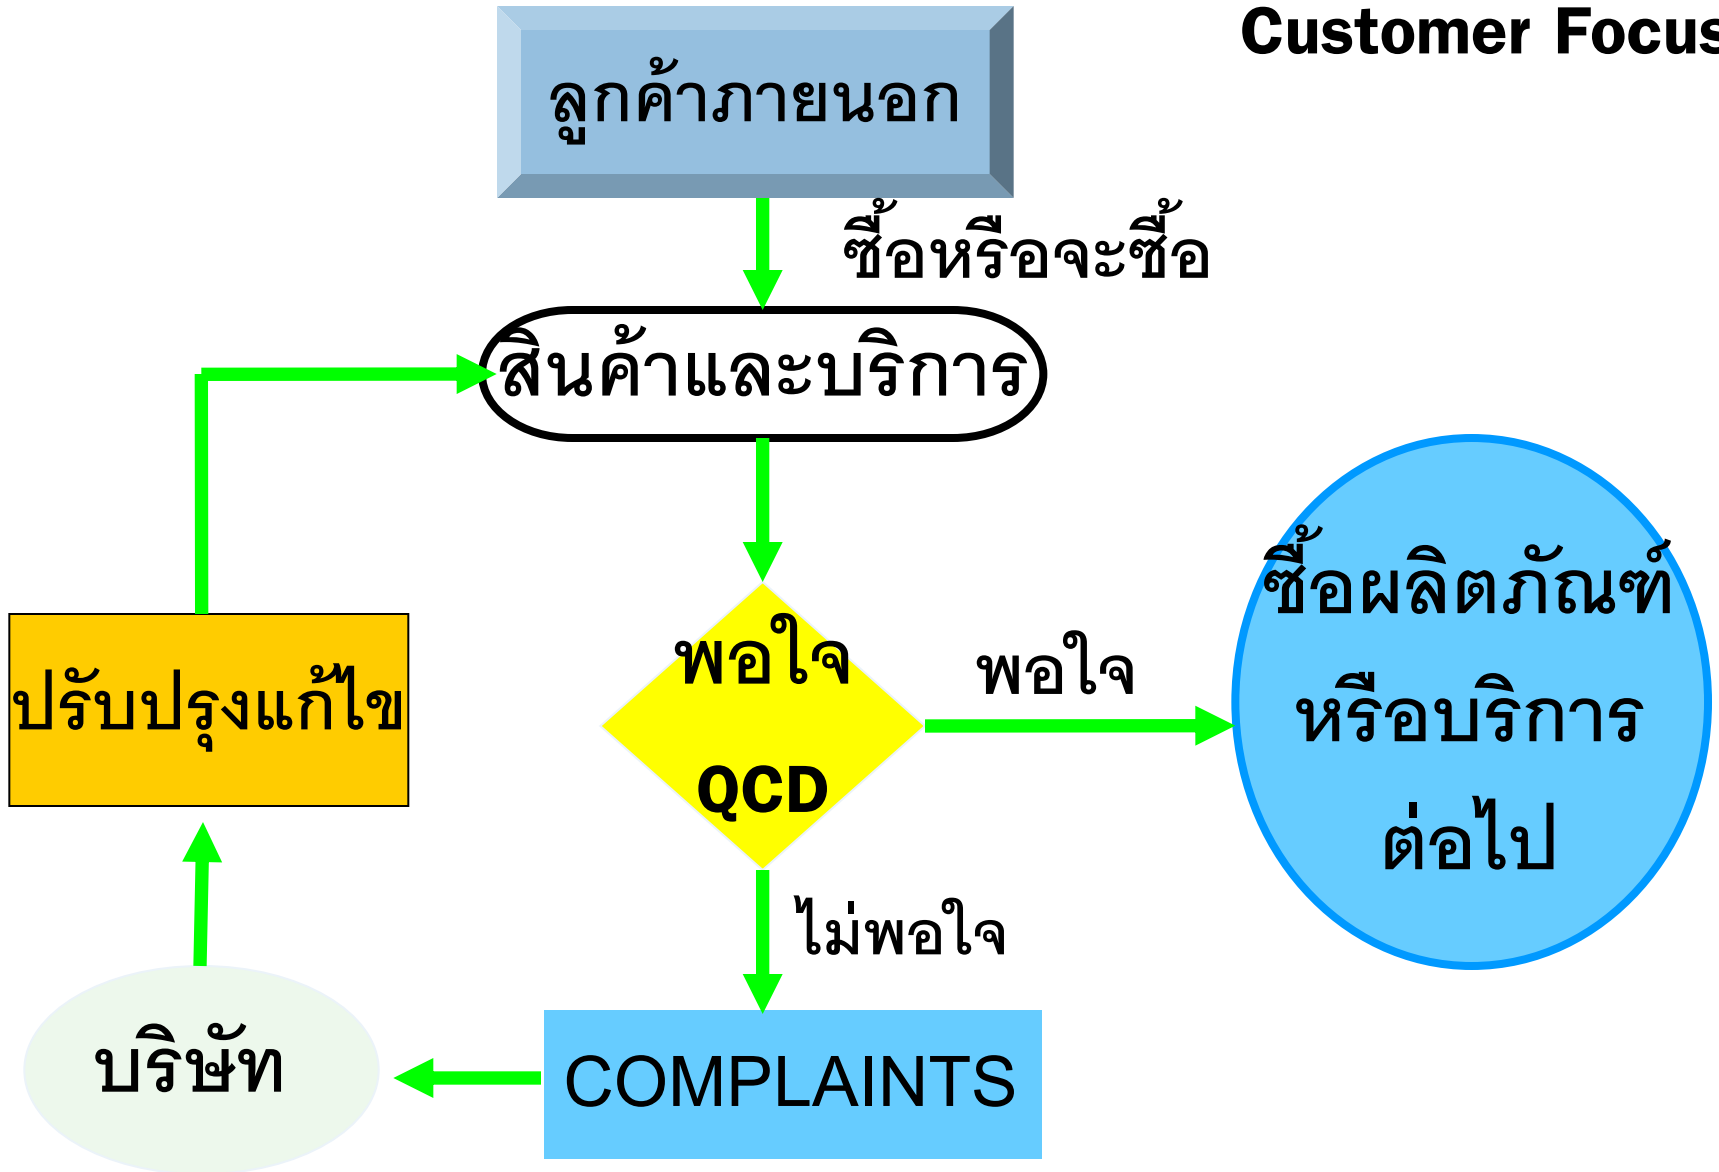 Customer Focus
ลูกค้าภายนอก
ซื้อหรือจะซื้อ
สินค้าและบริการ
พอใจ
QCD
พอใจ
ซื้อผลิตภัณฑ์
หรือบริการ
ต่อไป
ปรับปรุงแก้ไข
ไม่พอใจ
บริษัท
COMPLAINTS